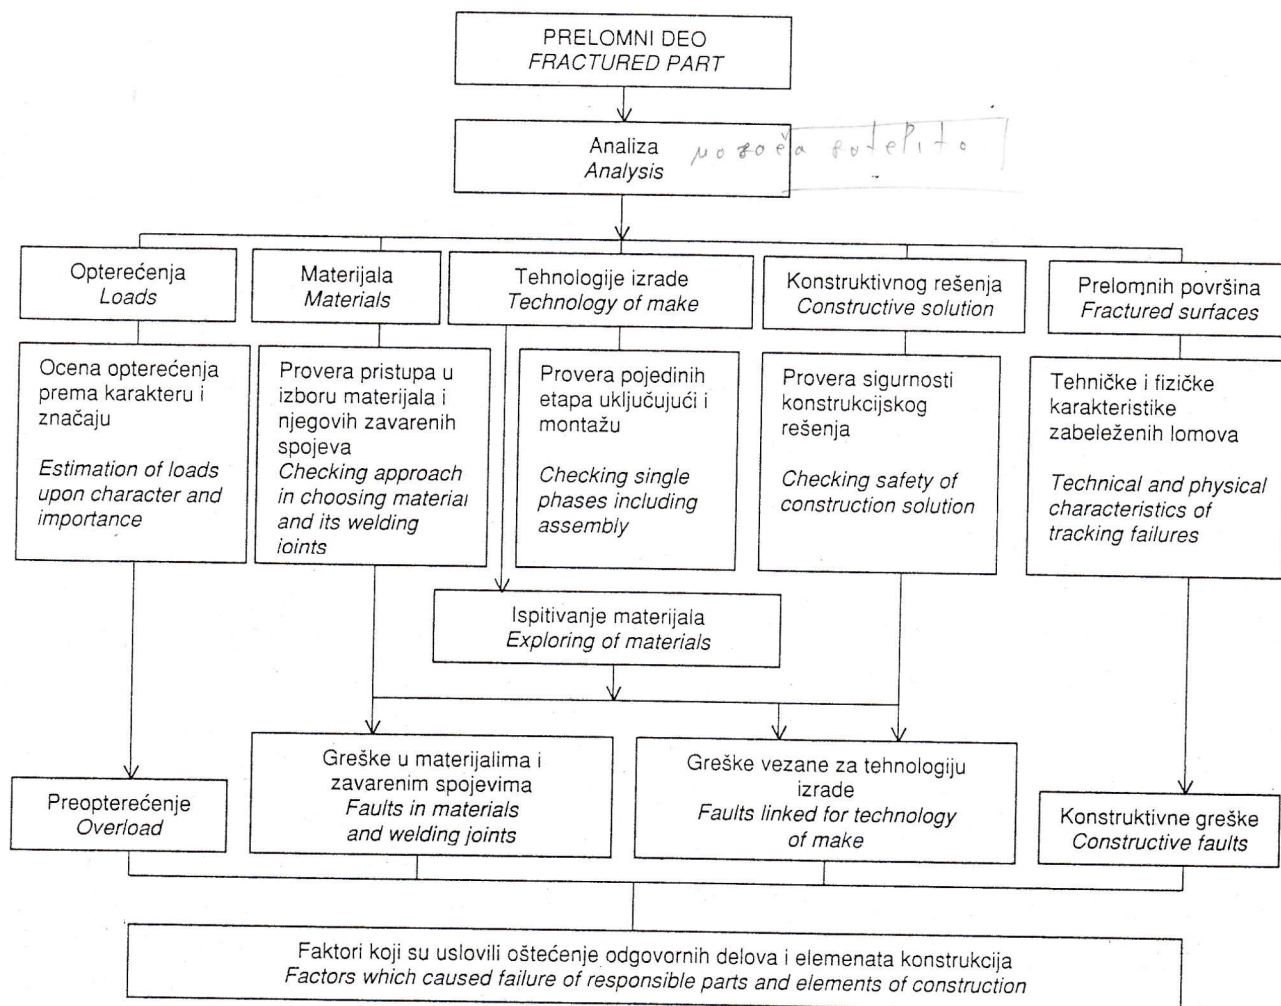 PRELOMNI DEO
FRACTURED PART
Analiza
Analysis
Opterećenja
Loads
Materijala
Materials
Tehnologije izrade
Technology of make
Konstruktivnog rešenja
Constructive solution
Prelomnih površina
Fractured surfaces
Ocena opterećenja
prema karakteru i
značaju
Estimation of loads
upon character and
importance
Provera pristupa u
izboru materijala i
njegovih zavarenih
spojeva
Checking approach
in choosing material
and its welding
ioints
Provera pojedinih
etapa uključujući i
montažu
Checking single
phases including
assembly
Provera sigurnosti
konstrukcijskog
rešenja
Checking safety of
construction solution
Tehničke i fizičke
karakteristike
zabeleženih lomova
Technical and physical
characteristics of
tracking failures
Ispitivanje materijala
Exploring of materials
Preopterećenje
Overload
Greške u materijalima i
zavarenim spojevima
Faults in materials
and welding joints
Greške vezane za tehnologiju
izrade
Faults linked for technology
of make
Konstruktivne greške
Constructive faults
Faktori koji su uslovili oštećenje odgovornih delova i elemenata konstrukcija
Factors which caused failure of responsible parts and elements of construction